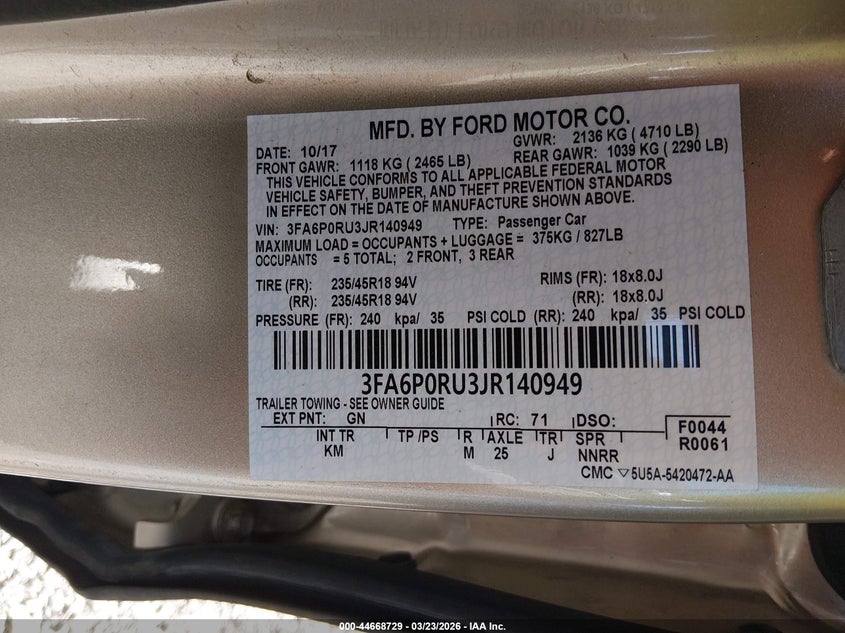 MFD. BY FORD MOTOR CO.
DATE: 10/17 GVWR: 2136 KG ( 4710 LB)
FRONT GAWR: 1118 KG ( 2465 LB) REAR GAWR: 1039 KG ( 2290 LB)
THIS VEHICLE CONFORMS TO ALL APPLICABLE FEDERAL MOTOR
VEHICLE SAFETY, BUMPER, AND THEFT PREVENTION STANDARDS
IN EFFECT ON THE DATE OF MANUFACTURE SHOWN ABOVE.
VIN: 3FA6P0RU3JR140949 TYPE: Passenger Car
MAXIMUM LOAD = OCCUPANTS + LUGGAGE = 375KG / 827LB
OCCUPANTS = 5 TOTAL; 2 FRONT, 3 REAR
TIRE (FR): 235/45R18 94V RIMS (FR): 18x8.0J
(RR): 235/45R18 94V (RR): 18x8.0J
PRESSURE (FR): 240 kpa/ 35 PSI COLD (RR): 240 kpa/ 35 PSI COLD
3FA6P0RU3JR140949
TRAILER TOWING - SEE OWNER GUIDE
EXT PNT: GN RC: 71 DSO: F0044
INT TR TP /PS R AXLE TR SPR R0061
KM M 25 J NNRR
CMC 5U5A-5420472-AA
000-44668729 — 03/23/2026 — IAA Inc.